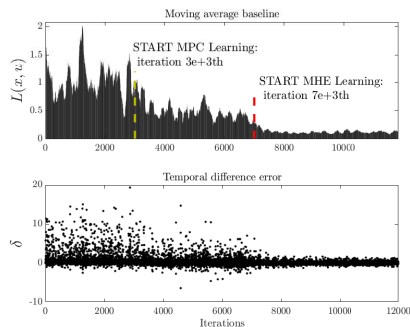 Moving average baseline
2
1.5
1
0.5
0
L(x, u)
START MPC Learning:
iteration 3e+3th
START MHE Learning:
iteration 7e+3th
0 2000 4000 6000 8000 10000
Temporal difference error
20
10
0
-10
δ
0 2000 4000 6000 8000 10000 12000
Iterations